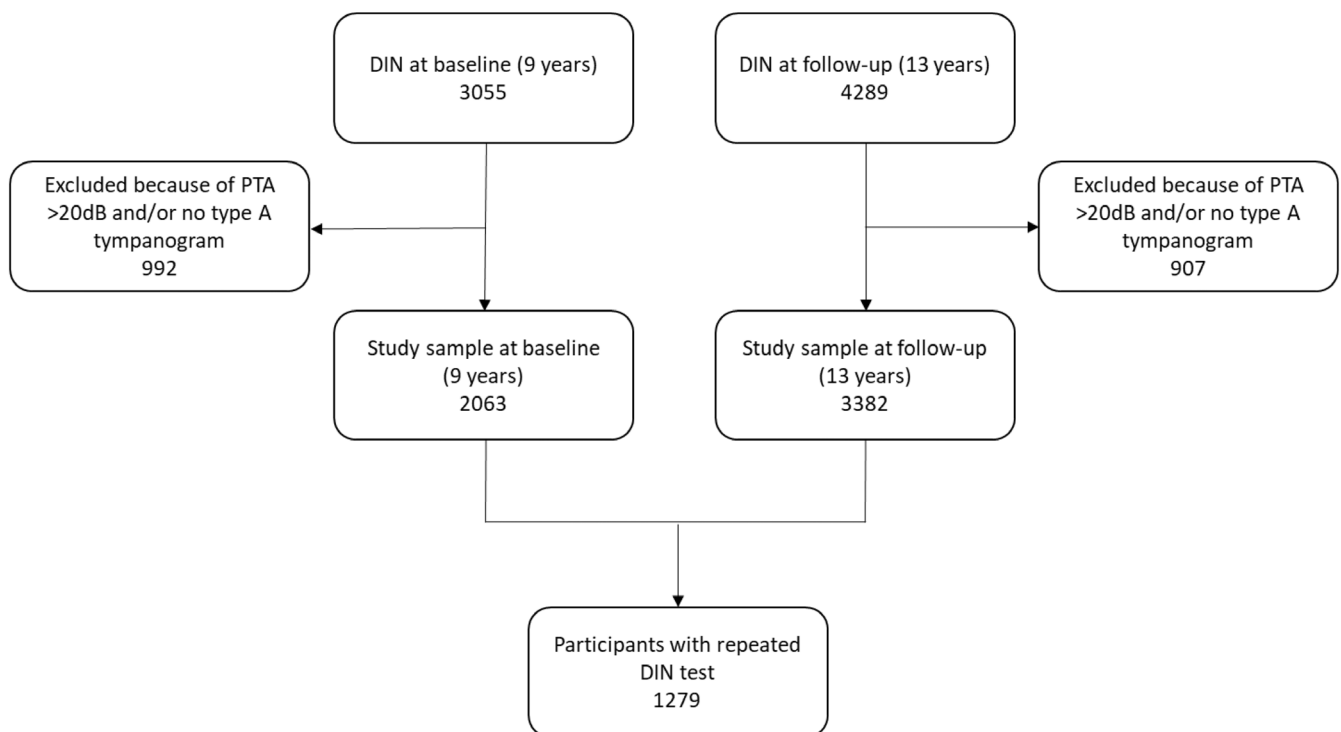 DIN at baseline (9 years)
3055
DIN at follow-up (13 years)
4289
Excluded because of PTA
>20dB and/or no type A
tympanogram
992
Excluded because of PTA
>20dB and/or no type A
tympanogram
907
Study sample at baseline
(9 years)
2063
Study sample at follow-up
(13 years)
3382
Participants with repeated
DIN test
1279